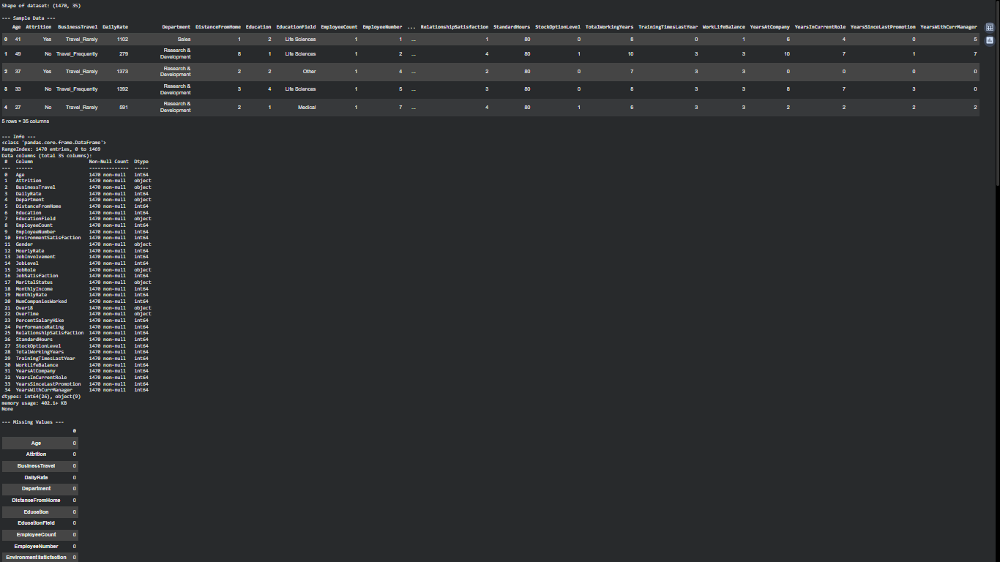 Shape of dataset: (1470, 35)
--- Sample Data ---
Age Attrition BusinessTravel DailyRate Department DistanceFromHome Education EducationField EmployeeCount EmployeeNumber ... RelationshipSatisfaction StandardHours StockOptionLevel TotalWorkingYears TrainingTimesLastYear WorkLifeBalance YearsAtCompany YearsInCurrentRole YearsSinceLastPromotion YearsWithCurrManager
0 41 Yes Travel_Rarely 1102 Sales 1 2 Life Sciences 1 1 ... 1 80 0 8 0 1 6 4 0 5
1 49 No Travel_Frequently 279 Research & Development 8 1 Life Sciences 1 2 ... 4 80 1 10 3 3 10 7 1 7
2 37 Yes Travel_Rarely 1373 Research & Development 2 2 Other 1 4 ... 2 80 0 7 3 3 0 0 0 0
3 33 No Travel_Frequently 1392 Research & Development 3 4 Life Sciences 1 5 ... 3 80 0 8 3 3 8 7 3 0
4 27 No Travel_Rarely 591 Research & Development 2 1 Medical 1 7 ... 4 80 1 6 3 3 2 2 2 2
5 rows × 35 columns
--- Info ---
<class 'pandas.core.frame.DataFrame'>
RangeIndex: 1470 entries, 0 to 1469
Data columns (total 35 columns):
# Column Non-Null Count Dtype
--- ------ -------------- -----
0 Age 1470 non-null int64
1 Attrition 1470 non-null object
2 BusinessTravel 1470 non-null object
3 DailyRate 1470 non-null int64
4 Department 1470 non-null object
5 DistanceFromHome 1470 non-null int64
6 Education 1470 non-null int64
7 EducationField 1470 non-null object
8 EmployeeCount 1470 non-null int64
9 EmployeeNumber 1470 non-null int64
10 EnvironmentSatisfaction 1470 non-null int64
11 Gender 1470 non-null object
12 HourlyRate 1470 non-null int64
13 JobInvolvement 1470 non-null int64
14 JobLevel 1470 non-null int64
15 JobRole 1470 non-null object
16 JobSatisfaction 1470 non-null int64
17 MaritalStatus 1470 non-null object
18 MonthlyIncome 1470 non-null int64
19 MonthlyRate 1470 non-null int64
20 NumCompaniesWorked 1470 non-null int64
21 Over18 1470 non-null object
22 OverTime 1470 non-null object
23 PercentSalaryHike 1470 non-null int64
24 PerformanceRating 1470 non-null int64
25 RelationshipSatisfaction 1470 non-null int64
26 StandardHours 1470 non-null int64
27 StockOptionLevel 1470 non-null int64
28 TotalWorkingYears 1470 non-null int64
29 TrainingTimesLastYear 1470 non-null int64
30 WorkLifeBalance 1470 non-null int64
31 YearsAtCompany 1470 non-null int64
32 YearsInCurrentRole 1470 non-null int64
33 YearsSinceLastPromotion 1470 non-null int64
34 YearsWithCurrManager 1470 non-null int64
dtypes: int64(26), object(9)
memory usage: 402.1+ KB
None
--- Missing Values ---
0
Age 0
Attrition 0
BusinessTravel 0
DailyRate 0
Department 0
DistanceFromHome 0
Education 0
EducationField 0
EmployeeCount 0
EmployeeNumber 0
EnvironmentSatisfaction 0